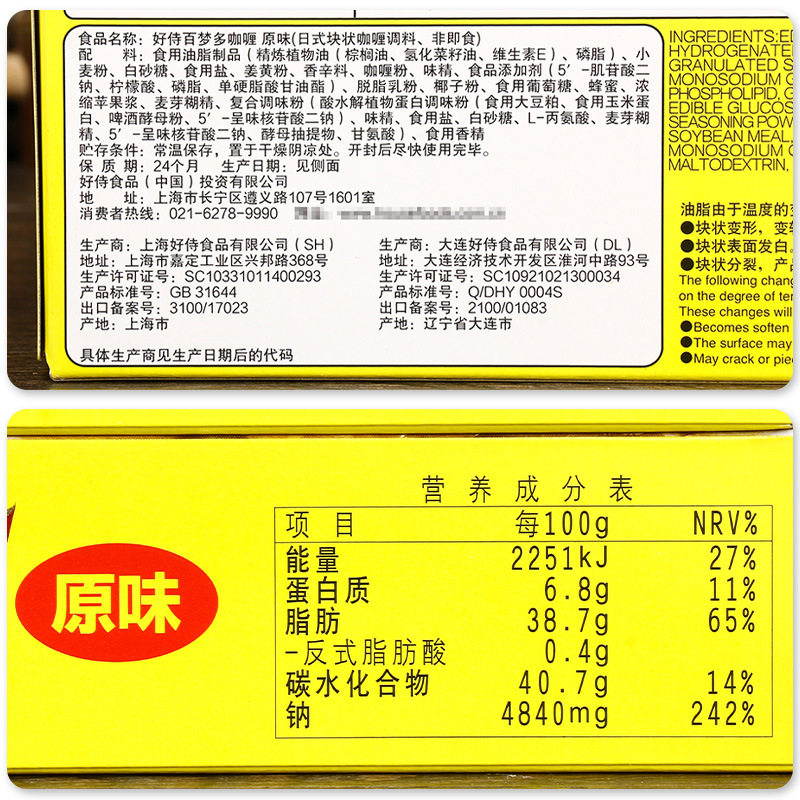 食品名称：好侍百梦多咖喱 原味(日式块状咖喱调料、非即食)
配　　料：食用油脂制品（精炼植物油（棕榈油、氢化菜籽油、维生素E）、磷脂）、小
麦粉、白砂糖、食用盐、姜黄粉、香辛料、咖喱粉、味精、食品添加剂（5′-肌苷酸二
钠、柠檬酸、磷脂、单硬脂酸甘油酯）、脱脂乳粉、椰子粉、食用葡萄糖、蜂蜜、浓
缩苹果浆、麦芽糊精、复合调味粉（酸水解植物蛋白调味粉（食用大豆粕、食用玉米蛋
白、啤酒酵母粉、5′-呈味核苷酸二钠）、味精、食用盐、白砂糖、L-丙氨酸、麦芽糊
精、5′-呈味核苷酸二钠、酵母抽提物、甘氨酸）、食用香精
贮存条件：常温保存，置于干燥阴凉处。开封后尽快使用完毕。
保 质 期：24个月　生产日期：见侧面
好侍食品（中国）投资有限公司
地　　址：上海市长宁区遵义路107号1601室
消费者热线：021-6278-9990
生产商：上海好侍食品有限公司(SH)
地址：上海市嘉定工业区兴邦路368号
生产许可证号：SC10331011400293
产品标准号：GB 31644
出口备案号：3100/17023
产地：上海市
生产商：大连好侍食品有限公司(DL)
地址：大连经济技术开发区淮河中路93号
生产许可证号：SC10921021300034
产品标准号：Q/DHY 0004S
出口备案号：2100/01083
产地：辽宁省大连市
具体生产商见生产日期后的代码
INGREDIENTS:ED
HYDROGENATE
GRANULATED S
MONOSODIUM G
PHOSPHOLIPID, G
EDIBLE GLUCOS
SEASONING POW
SOYBEAN MEAL,
MONOSODIUM G
MALTODEXTRIN,
油脂由于温度的
●块状变形，变软
●块状表面发白。
●块状分裂，产
The following chang
on the degree of ter
These changes will
●Becomes soften
●The surface may
●May crack or pie
原味
营养成分表
项 目 每100g NRV%
能量 2251kJ 27%
蛋白质 6.8g 11%
脂肪 38.7g 65%
-反式脂肪酸 0.4g
碳水化合物 40.7g 14%
钠 4840mg 242%